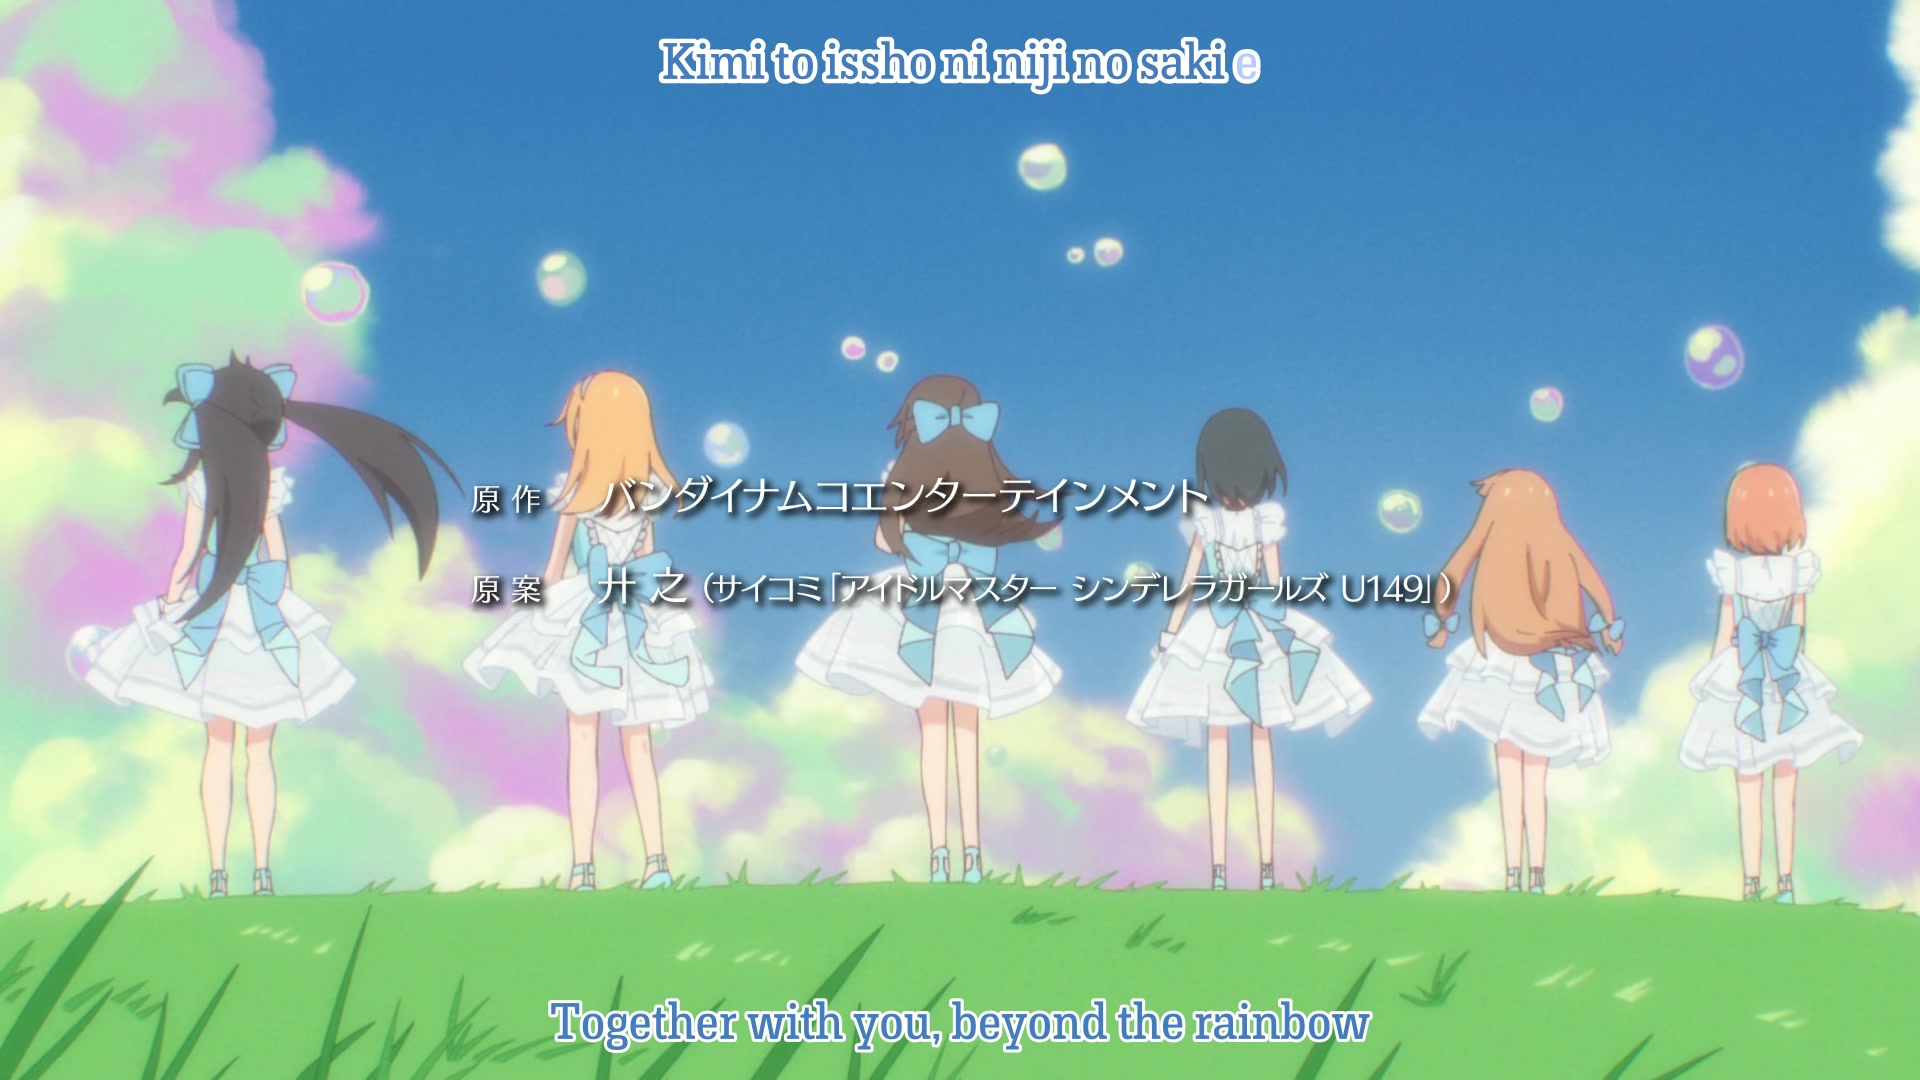 Kimi to issho ni niji no saki e
原作 バンダイナムコエンターテインメント
原案 廾之（サイコミ「アイドルマスター シンデレラガールズ U149」）
Together with you, beyond the rainbow